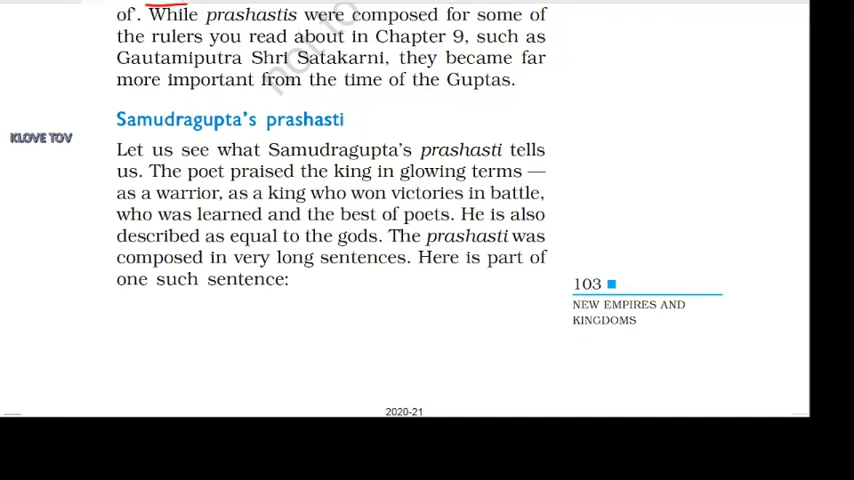 of. While prashastis were composed for some of
the rulers you read about in Chapter 9, such as
Gautamiputra Shri Satakarni, they became far
more important from the time of the Guptas.
Samudragupta's prashasti
KLOVE TOV
Let us see what Samudragupta's prashasti tells
us. The poet praised the king in glowing terms —
as a warrior, as a king who won victories in battle,
who was learned and the best of poets. He is also
described as equal to the gods. The prashasti was
composed in very long sentences. Here is part of
one such sentence:
103
NEW EMPIRES AND
KINGDOMS
2020-21
not to